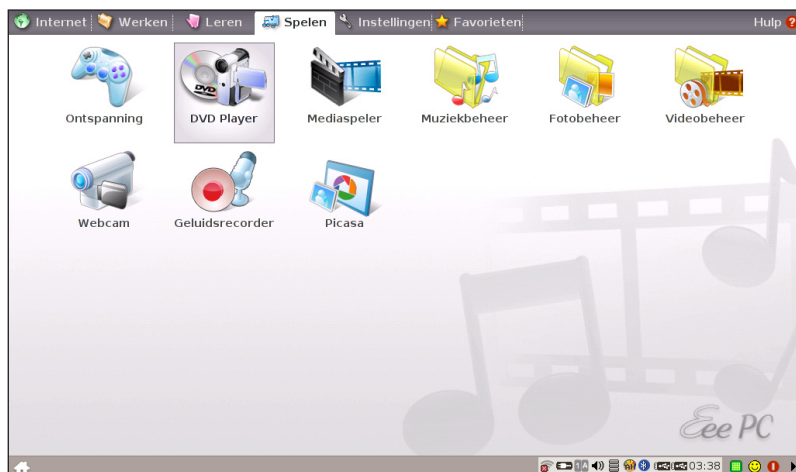 Internet Werken Leren Spelen Instellingen Favorieten Hulp
Ontspanning DVD Player Mediaspeler Muziekbeheer Fotobeheer Videobeheer
Webcam Geluidsrecorder Picasa
Eee PC
03:38